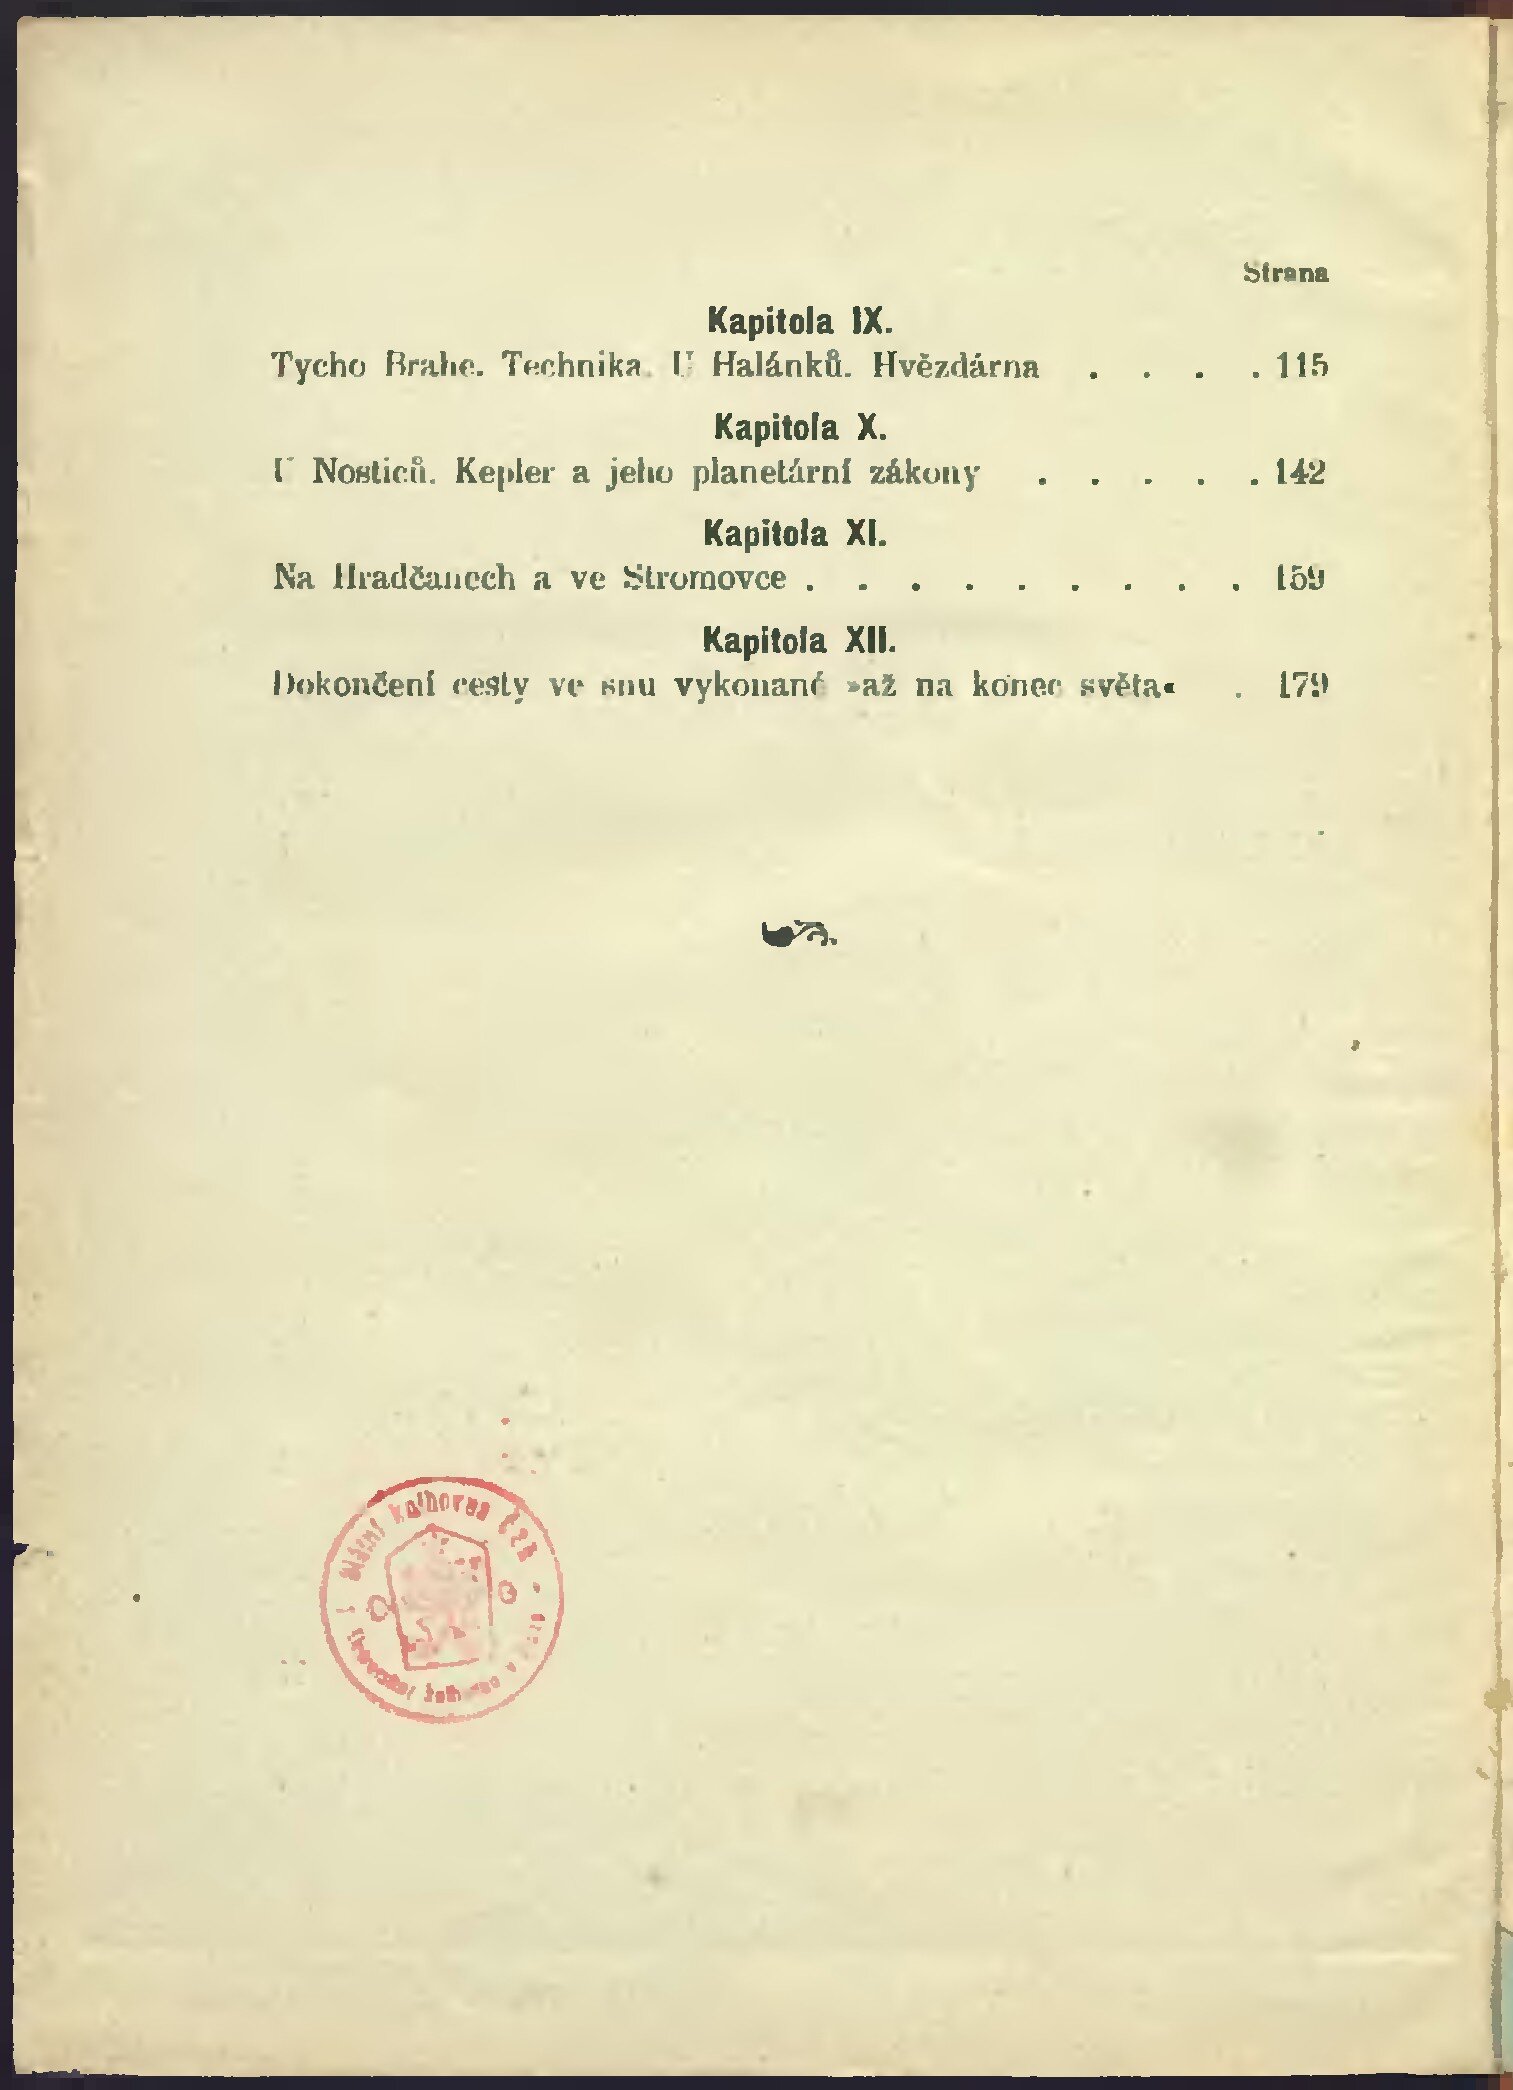 Strana
Kapitola IX.
Tycho Brahe. Technika. U Halánků. Hvězdárna . . . . 115
Kapitola X.
U Nosticů. Kepler a jeho planetární zákony . . . . . 142
Kapitola XI.
Na Hradčanech a ve Stromovce . . . . . . . . . 159
Kapitola XII.
Dokončení cesty ve snu vykonané »až na konec světa« . 179
knihovna